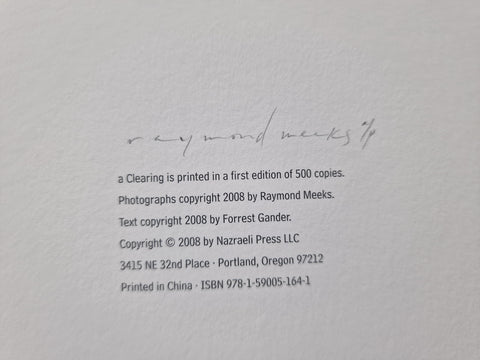 raymond meeks a/p
a Clearing is printed in a first edition of 500 copies.
Photographs copyright 2008 by Raymond Meeks.
Text copyright 2008 by Forrest Gander.
Copyright © 2008 by Nazraeli Press LLC
3415 NE 32nd Place · Portland, Oregon 97212
Printed in China · ISBN 978-1-59005-164-1